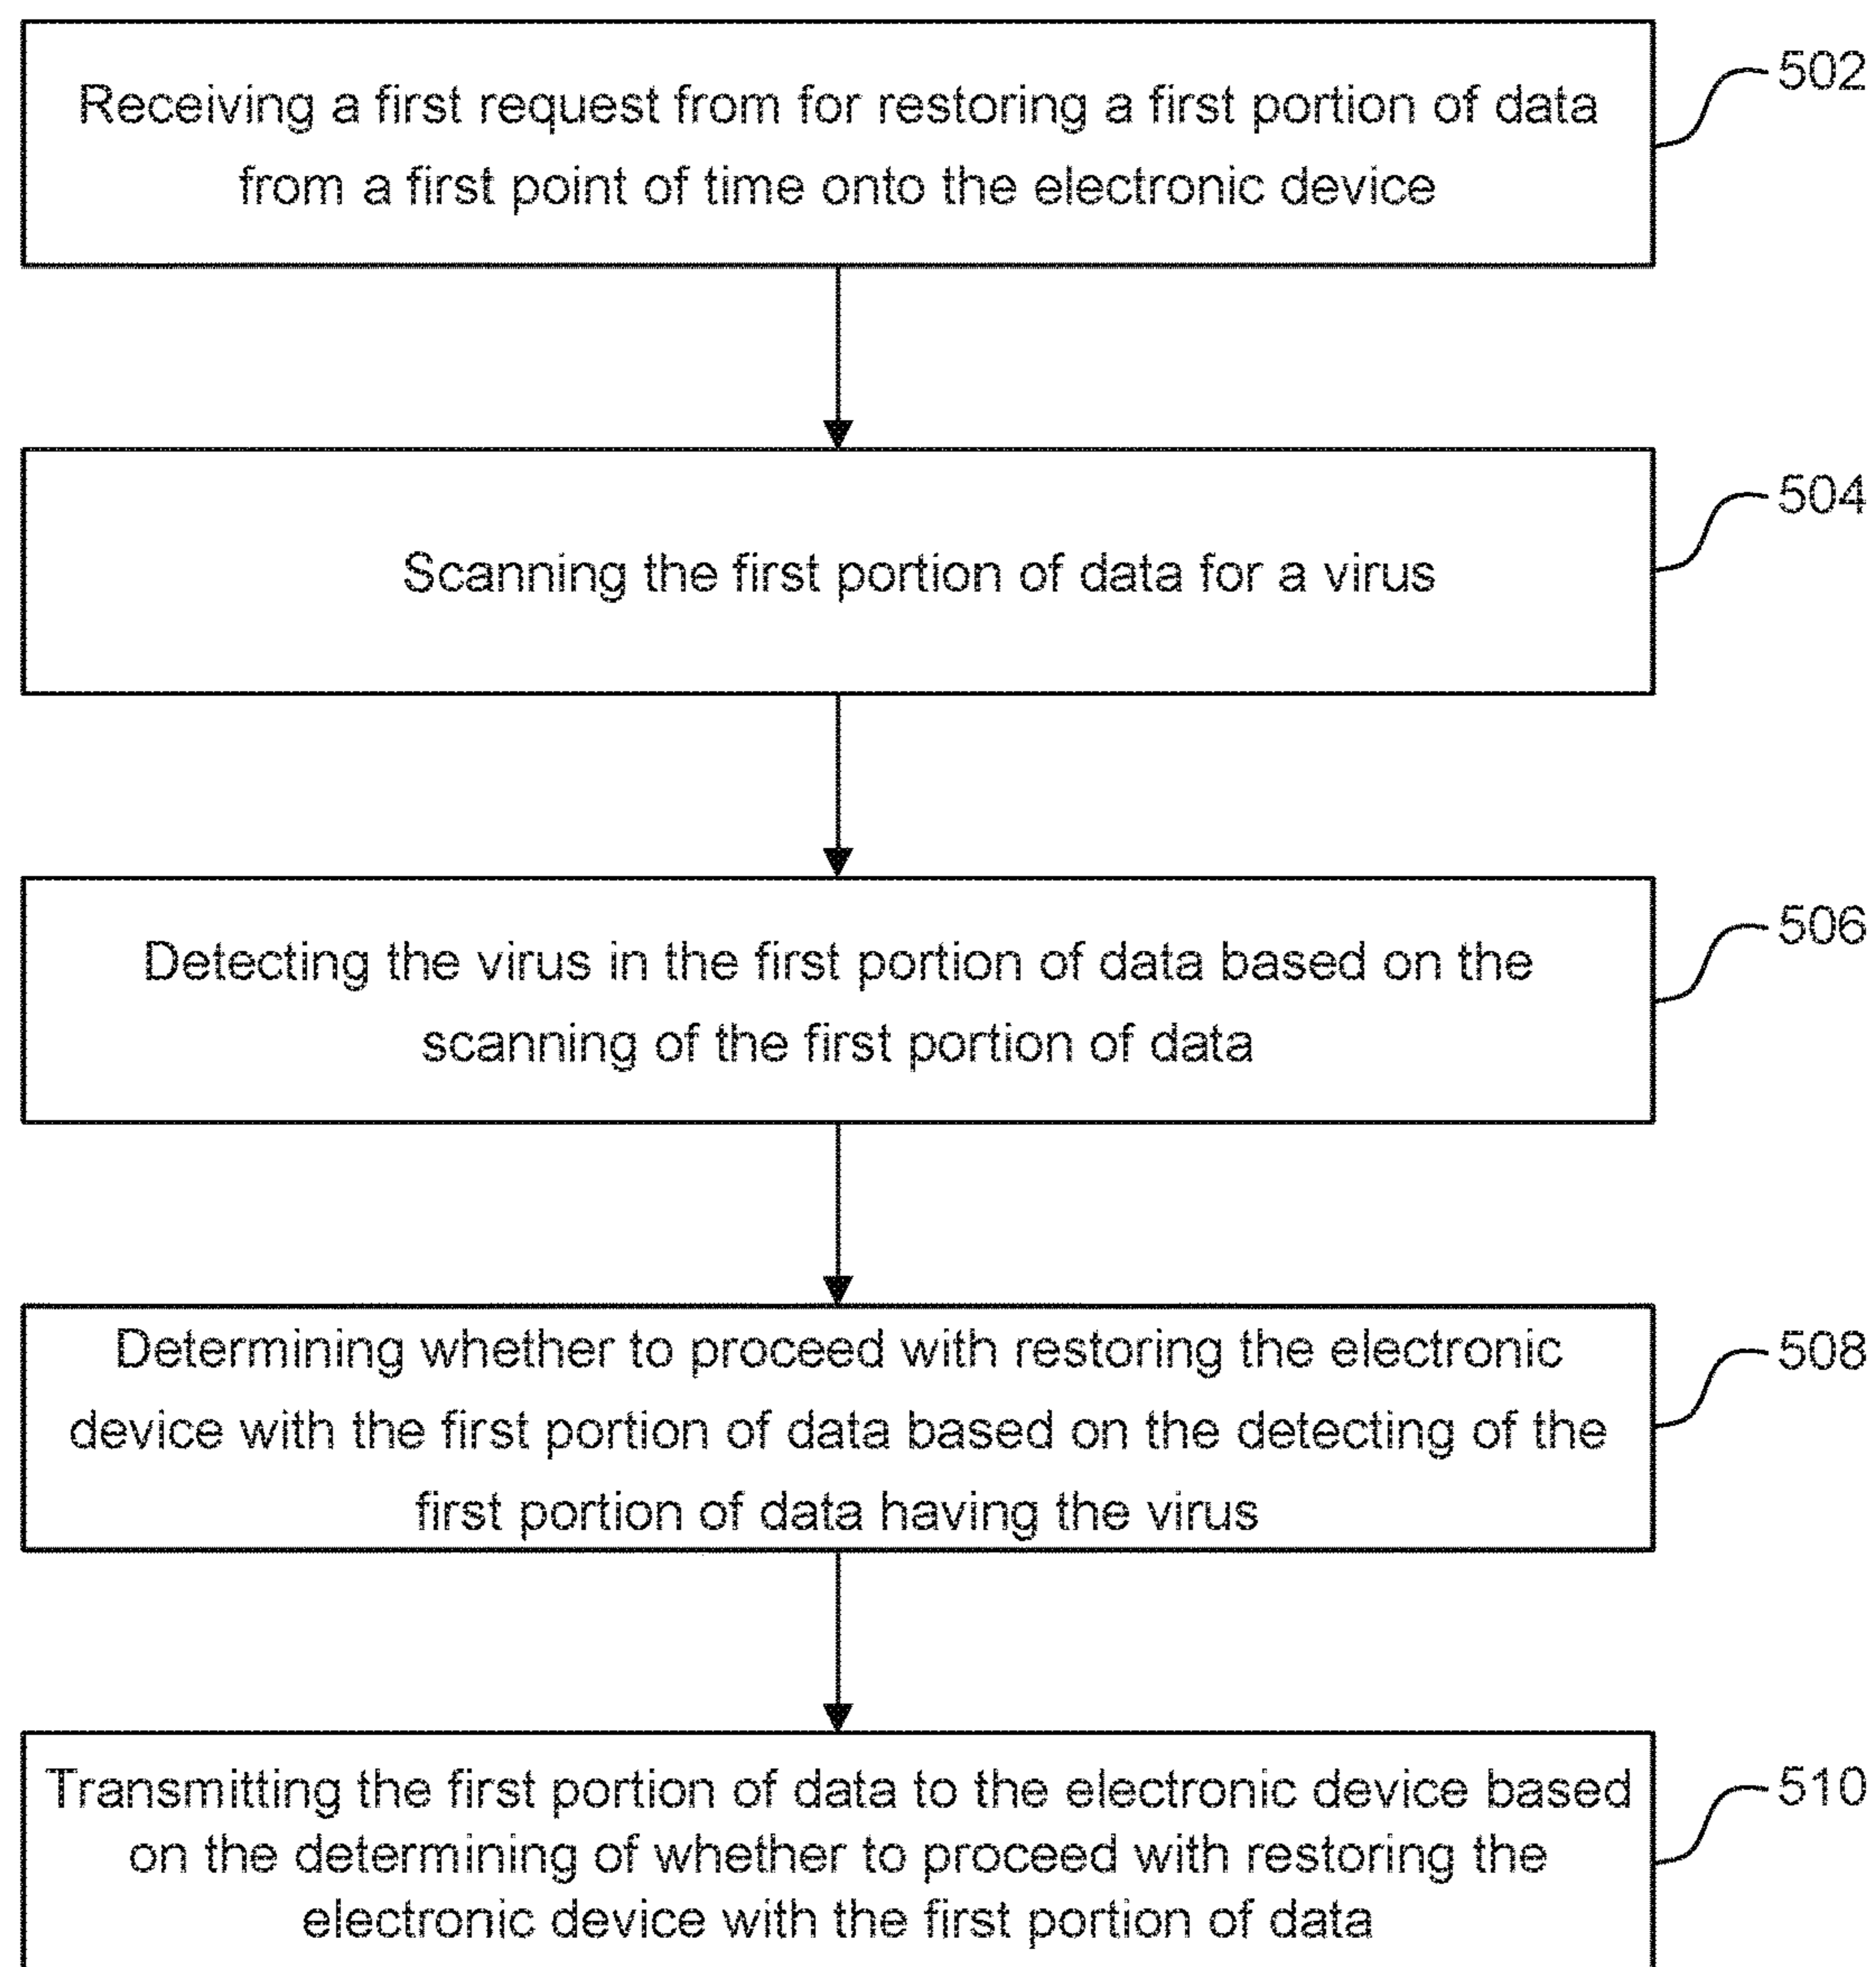 Receiving a first request from for restoring a first portion of data
from a first point of time onto the electronic device
502
Scanning the first portion of data for a virus
504
Detecting the virus in the first portion of data based on the
scanning of the first portion of data
506
Determining whether to proceed with restoring the electronic
device with the first portion of data based on the detecting of the
first portion of data having the virus
508
Transmitting the first portion of data to the electronic device based
on the determining of whether to proceed with restoring the
electronic device with the first portion of data
510